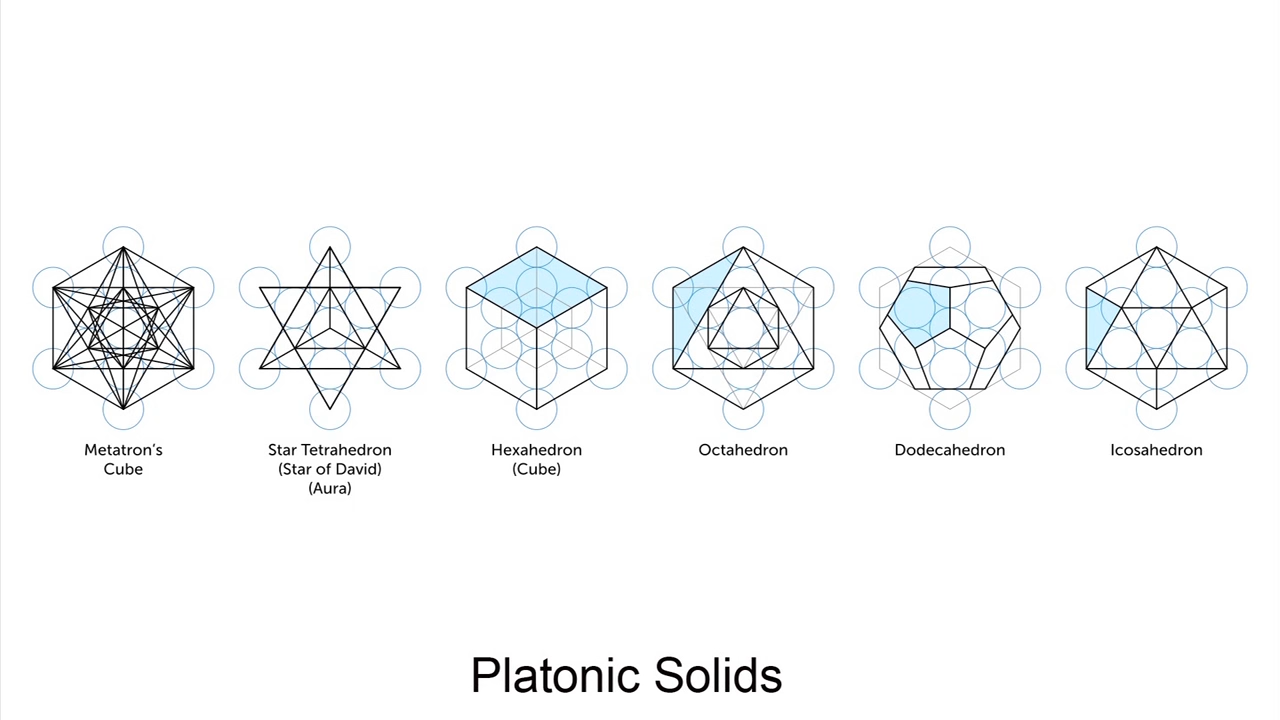 Metatron’s
Cube
Star Tetrahedron
(Star of David)
(Aura)
Hexahedron
(Cube)
Octahedron
Dodecahedron
Icosahedron
Platonic Solids